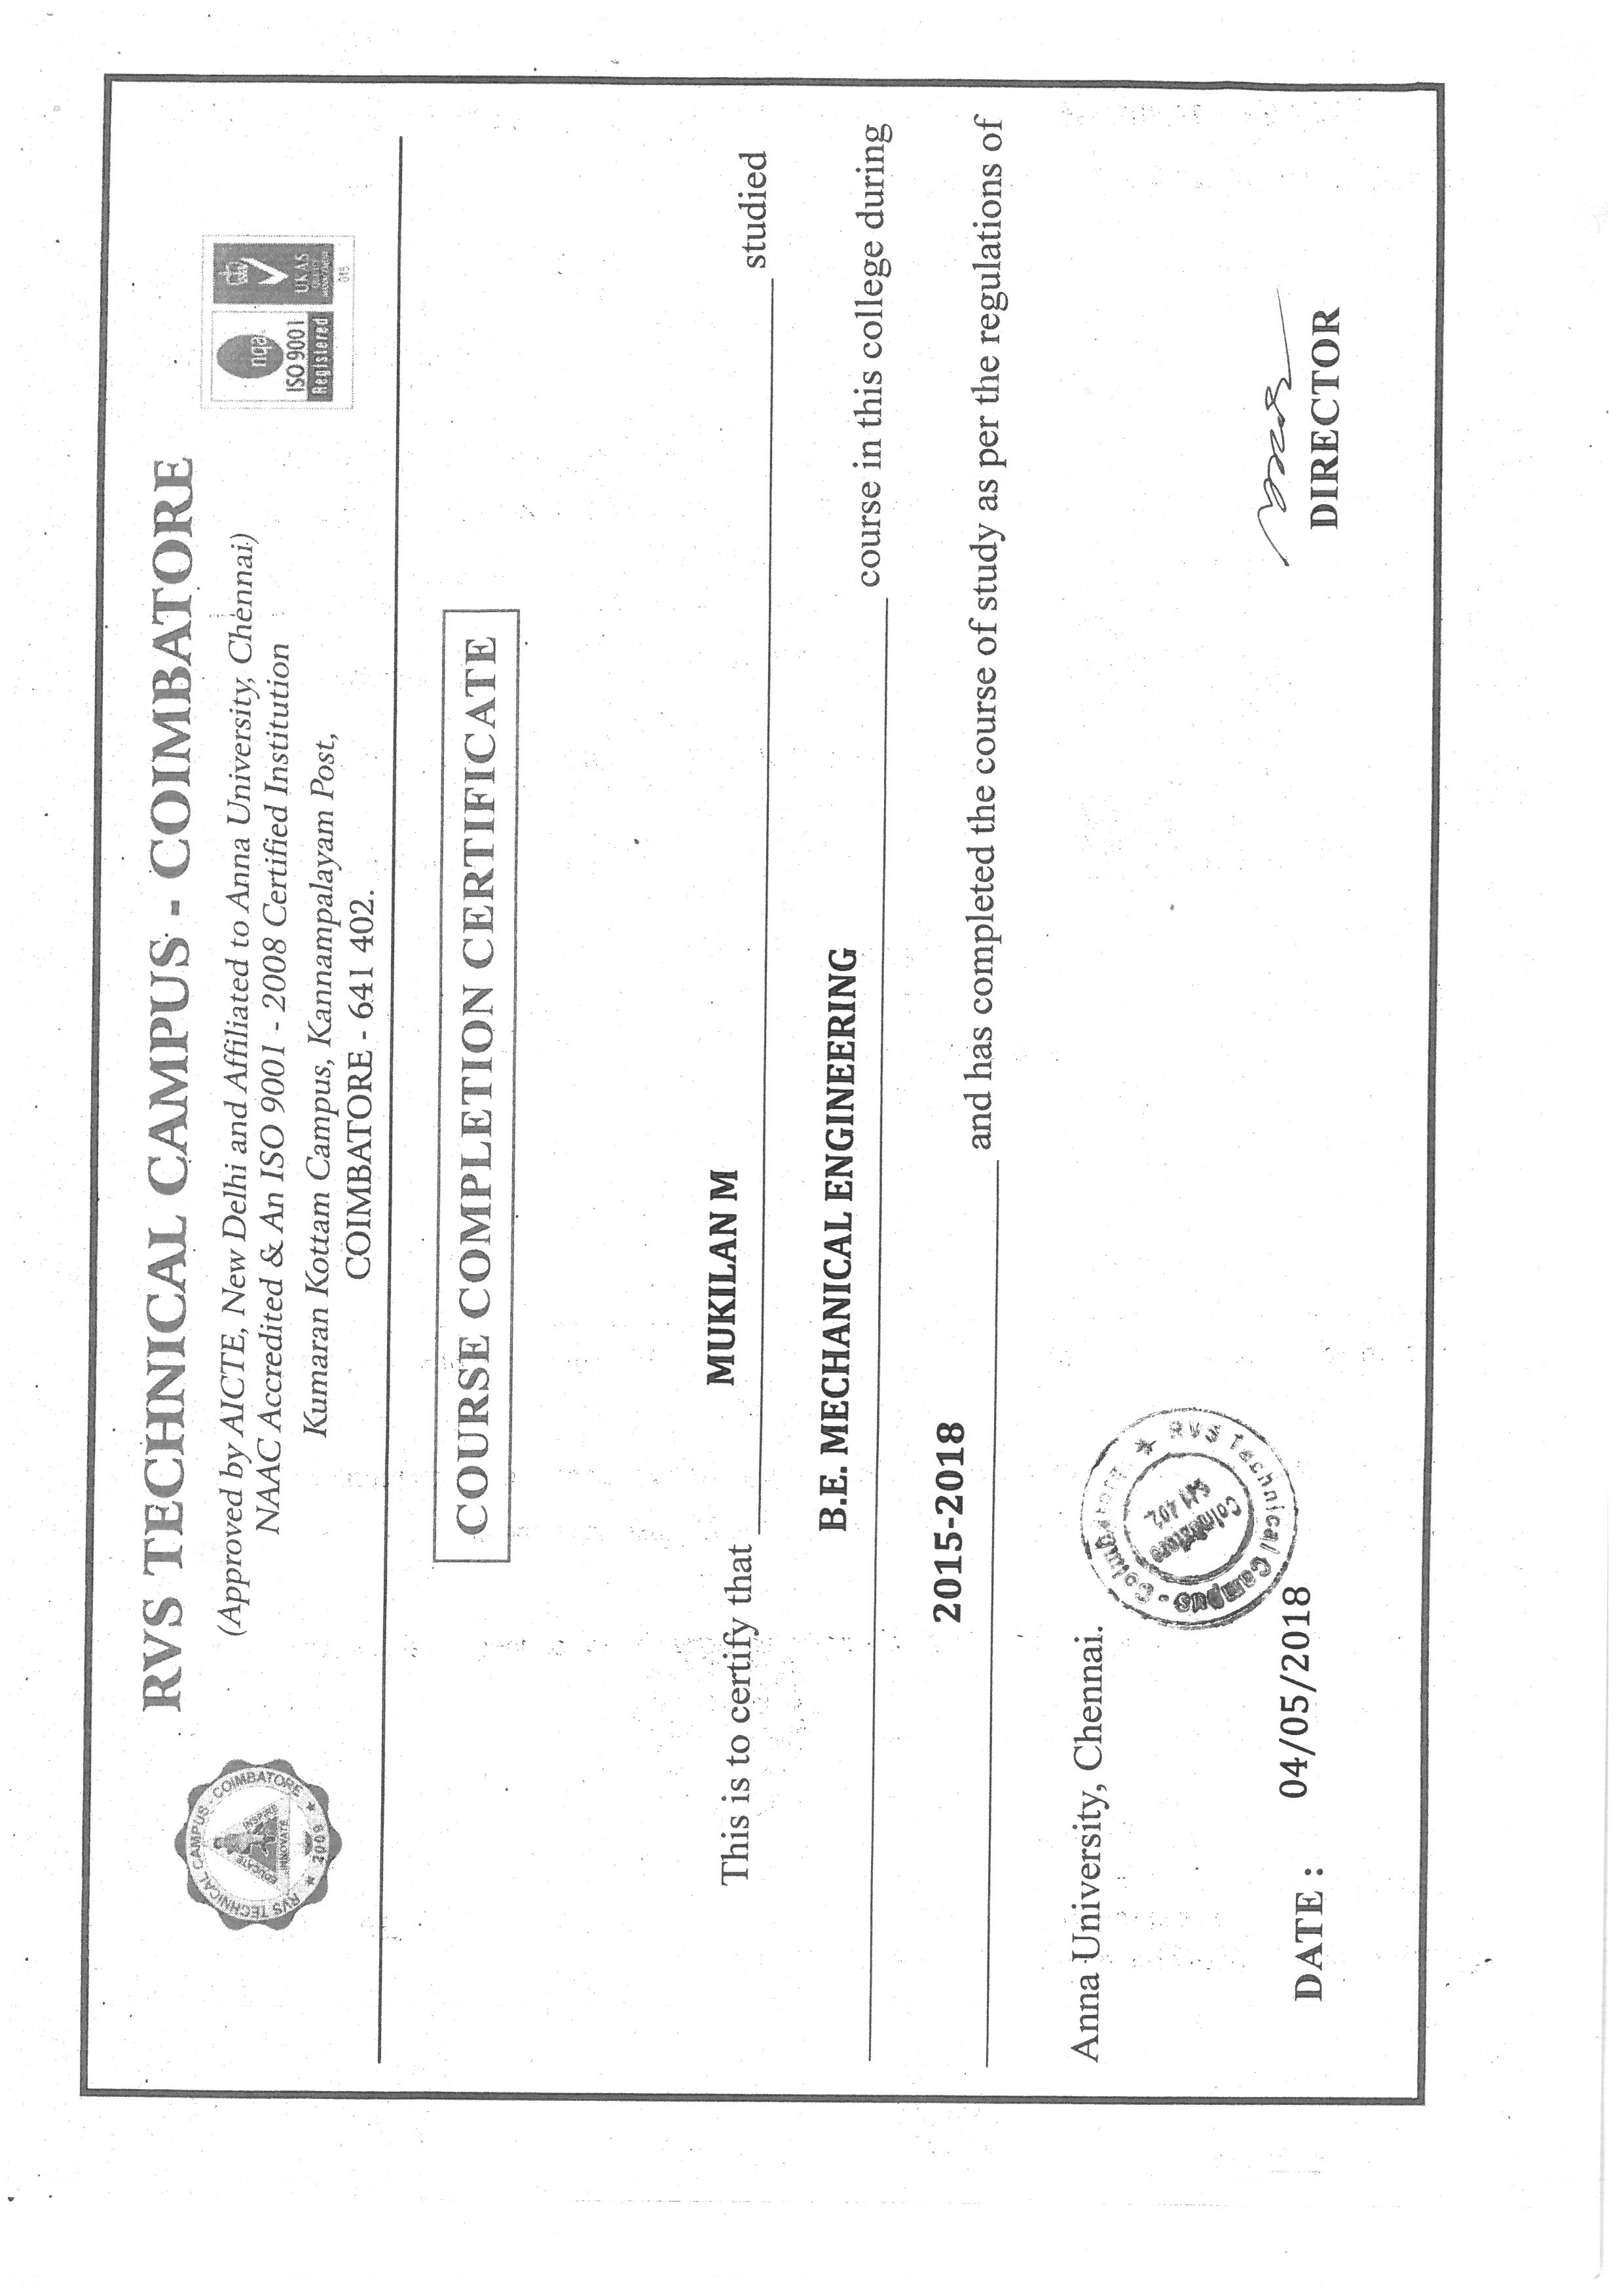 RVS TECHNICAL CAMPUS - COIMBATORE
(Approved by AICTE, New Delhi and Affiliated to Anna University, Chennai)
NAAC Accredited & An ISO 9001 - 2008 Certified Institution
Kumaran Kottam Campus, Kannampalayam Post,
COIMBATORE - 641 402.
RVS TECHNICAL CAMPUS - COIMBATORE
EDUCATE
INNOVATE
★ 2009 ★
nqa.
ISO 9001
Registered
UKAS
QUALITY
MANAGEMENT
015
COURSE COMPLETION CERTIFICATE
This is to certify that MUKILAN M studied
B.E. MECHANICAL ENGINEERING course in this college during
2015-2018 and has completed the course of study as per the regulations of
Anna University, Chennai.
★ RVS Technical Campus - Coimbatore
Coimbatore
641 402.
DATE : 04/05/2018
DIRECTOR